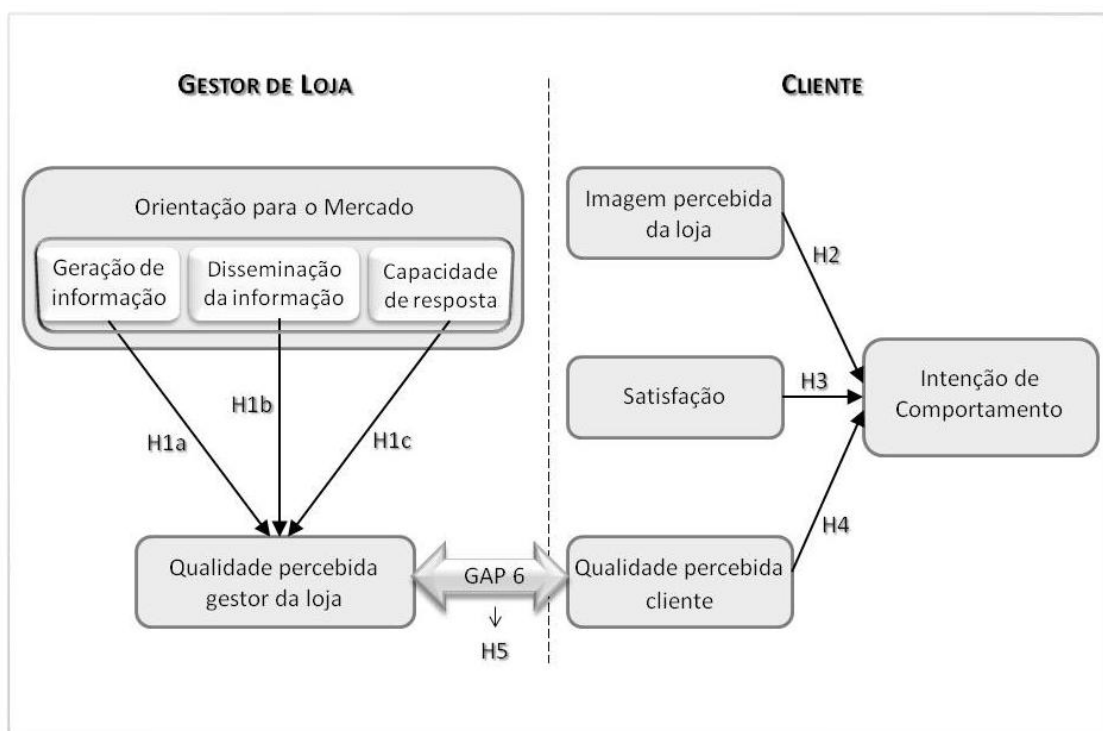 GESTOR DE LOJA
Orientação para o Mercado
Geração de
informação
Disseminação
da informação
Capacidade
de resposta
H1a
H1b
H1c
Qualidade percebida
gestor da loja
GAP 6
H5
CLIENTE
Imagem percebida
da loja
H2
Satisfação
H3
Intenção de
Comportamento
H4
Qualidade percebida
cliente